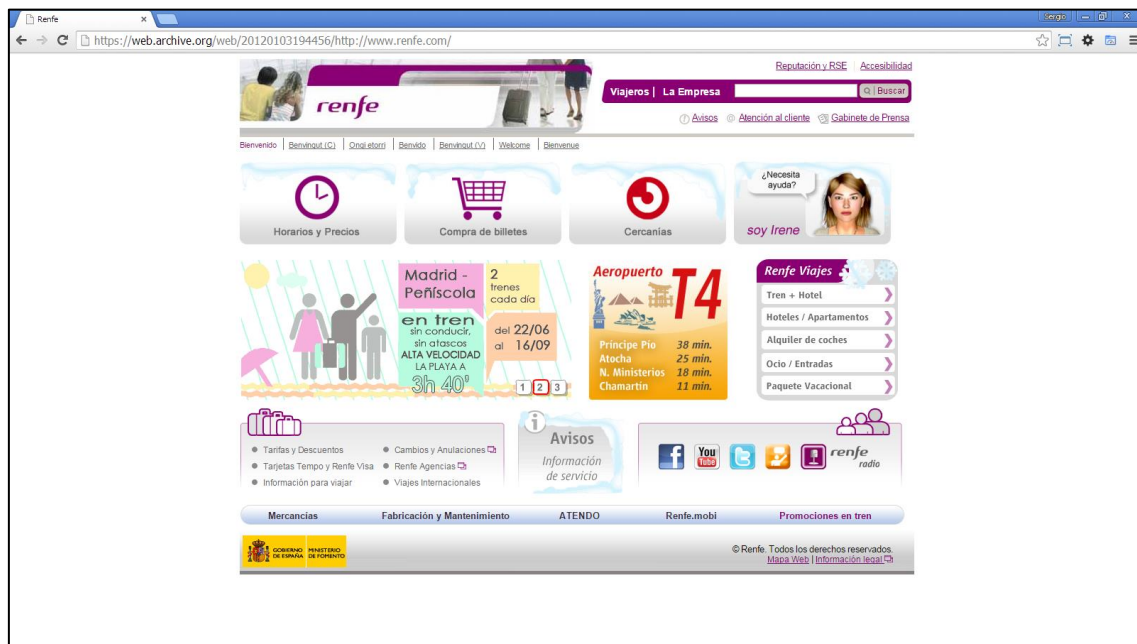 Renfe
Sergio
https://web.archive.org/web/20120103194456/http://www.renfe.com/
Reputación y RSE Accesibilidad
renfe
Viajeros | La Empresa Buscar
Avisos Atención al cliente Gabinete de Prensa
Bienvenido Benvingut (C) Ongi etorri Benvido Benvingut (V) Welcome Bienvenue
Horarios y Precios
Compra de billetes
Cercanías
¿Necesita
ayuda?
soy Irene
Madrid -
Peñíscola
2
trenes
cada día
en tren
sin conducir,
sin atascos
ALTA VELOCIDAD
LA PLAYA A
3h 40'
del 22/06
al 16/09
1 2 3
Aeropuerto
T4
Príncipe Pío 38 min.
Atocha 25 min.
N. Ministerios 18 min.
Chamartín 11 min.
Renfe Viajes
Tren + Hotel
Hoteles / Apartamentos
Alquiler de coches
Ocio / Entradas
Paquete Vacacional
Tarifas y Descuentos
Tarjetas Tempo y Renfe Visa
Información para viajar
Cambios y Anulaciones
Renfe Agencias
Viajes Internacionales
i
Avisos
Información
de servicio
f
You
Tube
renfe
radio
Mercancías Fabricación y Mantenimiento ATENDO Renfe.mobi Promociones en tren
GOBIERNO MINISTERIO
DE ESPAÑA DE FOMENTO
© Renfe. Todos los derechos reservados.
Mapa Web | Información legal